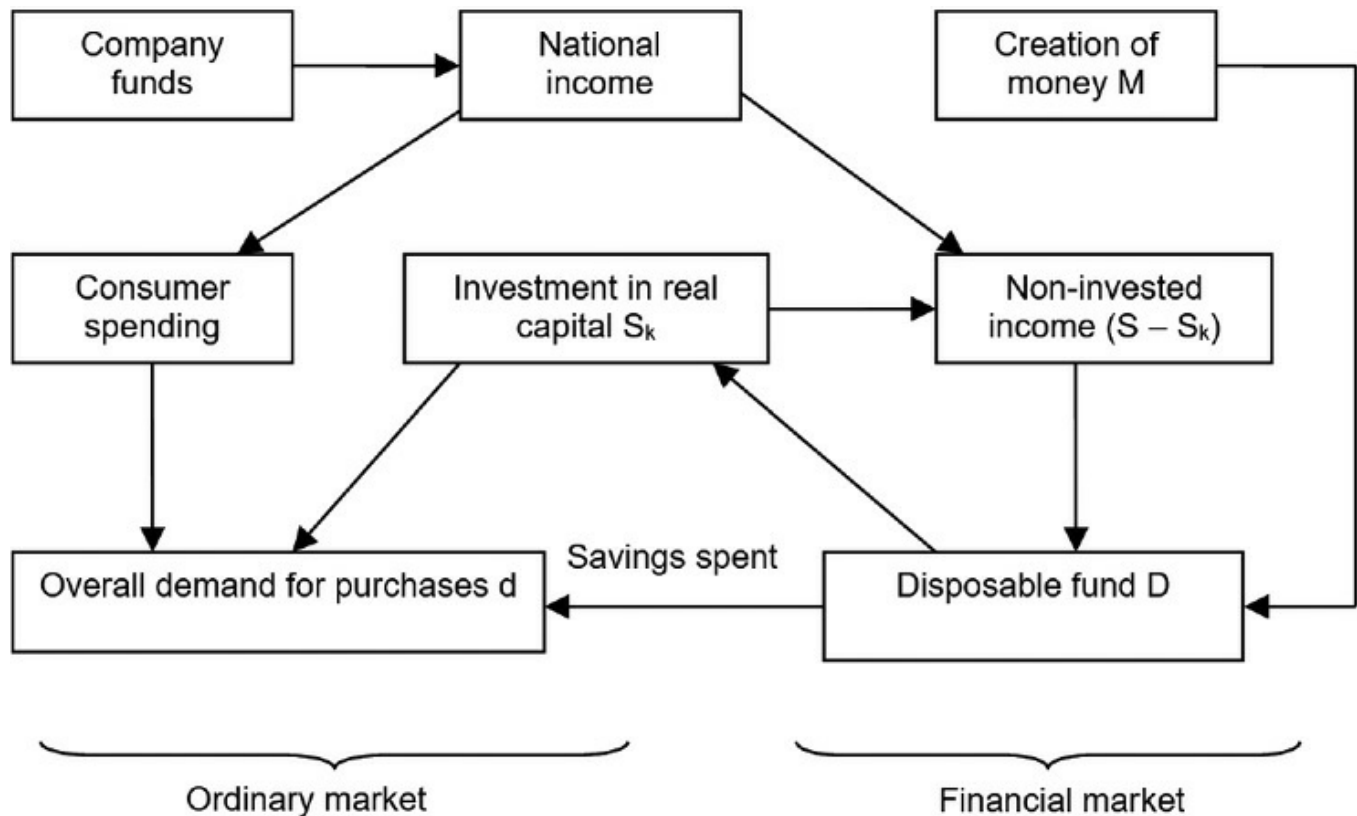 Company
funds
National
income
Creation of
money M
Consumer
spending
Investment in real
capital Sₖ
Non-invested
income (S – Sₖ)
Savings spent
Overall demand for purchases d
Disposable fund D
Ordinary market
Financial market